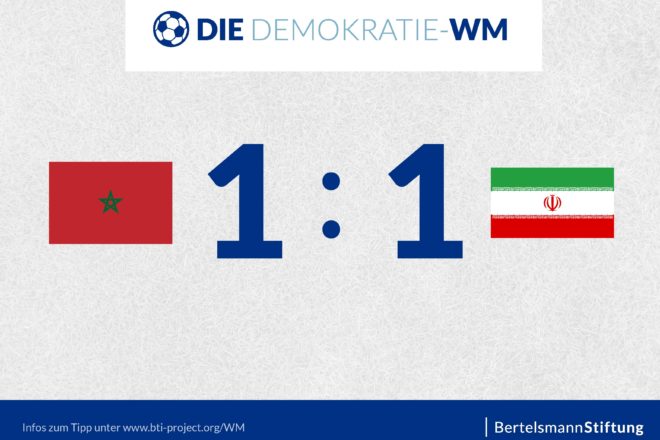 DIE DEMOKRATIE-WM
1:1
Infos zum Tipp unter www.bti-project.org/WM
BertelsmannStiftung